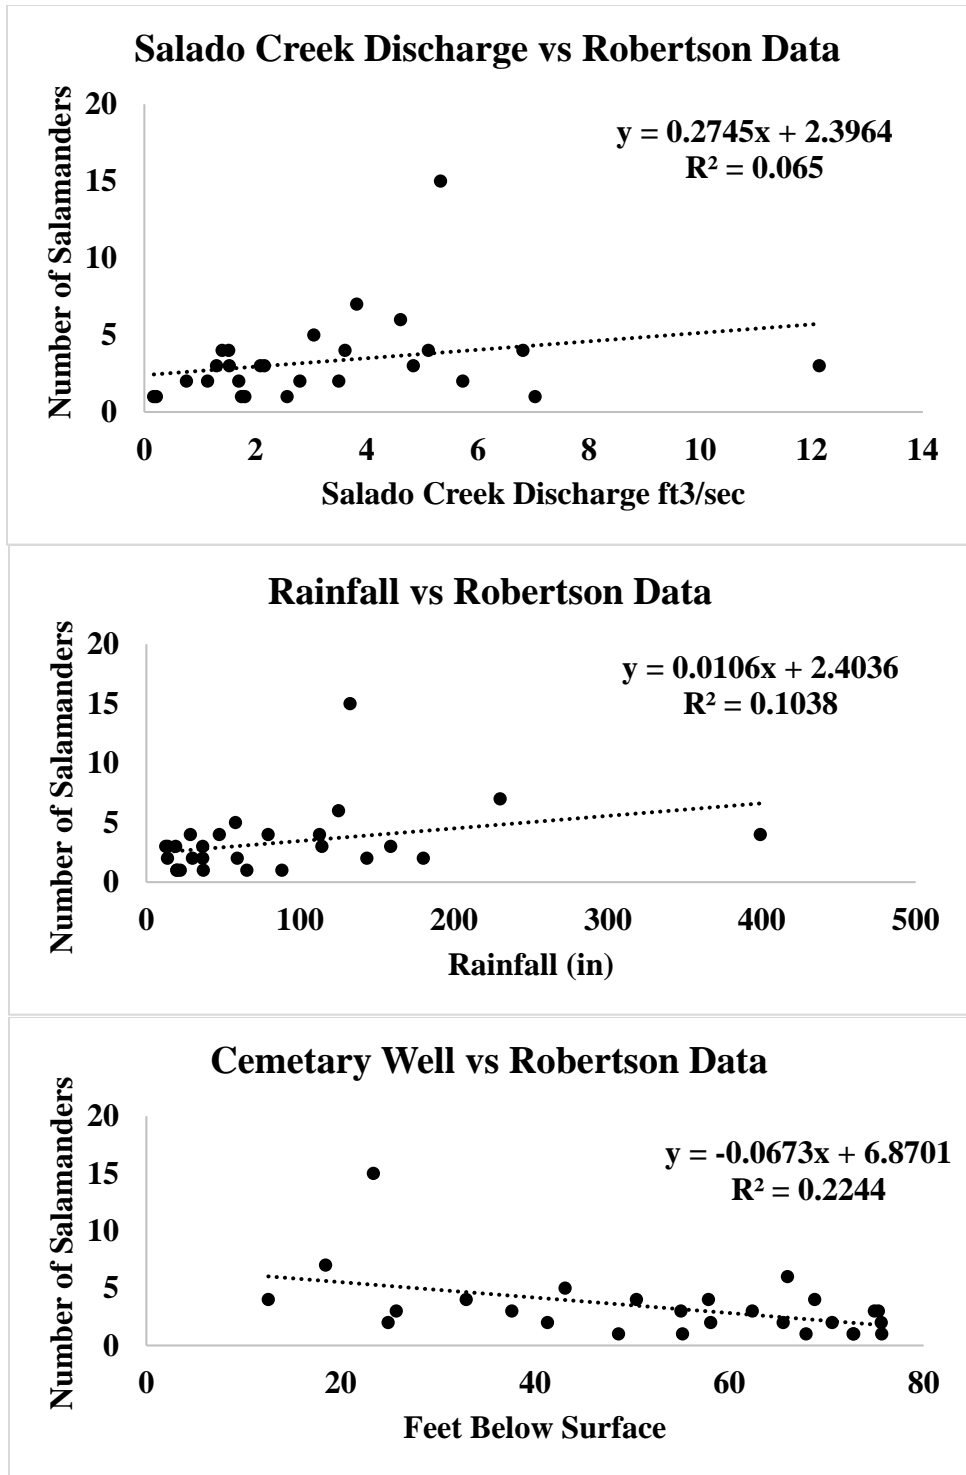 Salado Creek Discharge vs Robertson Data
Number of Salamanders
20
15
10
5
0
y = 0.2745x + 2.3964
R² = 0.065
0 2 4 6 8 10 12 14
Salado Creek Discharge ft3/sec
Rainfall vs Robertson Data
Number of Salamanders
20
15
10
5
0
y = 0.0106x + 2.4036
R² = 0.1038
0 100 200 300 400 500
Rainfall (in)
Cemetary Well vs Robertson Data
Number of Salamanders
20
15
10
5
0
y = -0.0673x + 6.8701
R² = 0.2244
0 20 40 60 80
Feet Below Surface